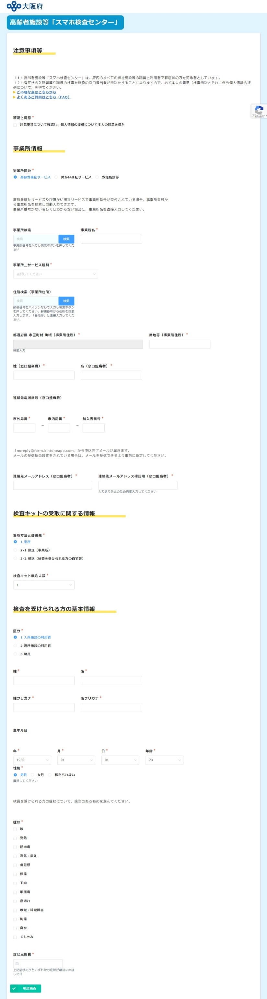 大阪府
高齢者施設等「スマホ検査センター」
注意事項等
（１）高齢者施設等「スマホ検査センター」は、府内のすべての福祉施設等の職員と利用者で有症状の方を対象者としています。
（２）有症状の入所者等や職員の検査を施設の窓口担当者が申込をすることになりますので、必ず本人の同意（検査申込とそれに伴う個人情報の提
供について）を得てください。
▶ご不明な点はこちらから
▶よくあるご質問はこちら（FAQ）
確認と同意 *
注意事項について確認し、個人情報の提供について本人の同意を得た
事業所情報
事業所区分 *
高齢者福祉サービス 障がい福祉サービス 救護施設等
高齢者福祉サービス及び障がい福祉サービスで事業所番号が交付されている場合、事業所番号か
ら事業所名を検索し自動入力できます。
事業所番号がない若しくはわからない場合は、事業所名を直接入力してください。
事業所検索 事業所名 *
検索 検索
事業所番号を入力し検索ボタンを押してくだ
さい
事業所__サービス種別 *
選択してください
住所検索（事業所住所）
検索 検索
郵便番号をハイフンなしで入力し検索ボタン
を押してください。郵便番号から住所を自動
入力します。「番地等」は直接入力してくだ
さい。
都道府県 市区町村 町域（事業所住所） * 番地等（事業所住所） *
自動入力
姓（窓口担当者） * 名（窓口担当者） *
連絡先電話番号（窓口担当者）
市外局番 * 市内局番 * 加入者番号 *
－ －
「noreply@form.kintoneapp.com」から申込完了メールが届きます。
メールの受信拒否設定をされている場合は、メールを受信できるよう事前に設定してください。
連絡先メールアドレス（窓口担当者） * 連絡先メールアドレス確認用（窓口担当者） *
入力誤り防止のため再度入力してください
検査キットの受取に関する情報
受取方法と郵送先 *
1 来所
2-1 郵送（事業所）
2-2 郵送（検査を受けられる方の自宅等）
検査キット申込人数 *
1
検査を受けられる方の基本情報
区分 *
1 入所施設の利用者
2 通所施設の利用者
3 職員
姓 * 名 *
姓フリガナ * 名フリガナ *
生年月日
年 * 月 * 日 * 年齢 *
1950 01 01 73
性別 *
男性 女性 伝えられない
選択してください
検査を受けられる方の症状について、該当のあるものを選んでください。
症状 *
咳
発熱
筋肉痛
寒気・震え
倦怠感
頭痛
下痢
咽頭痛
息切れ
嗅覚・味覚障害
胸痛
鼻水
くしゃみ
症状出現日 *
上記症状のうちいずれかの症状が最初に出現
した日
確認画面